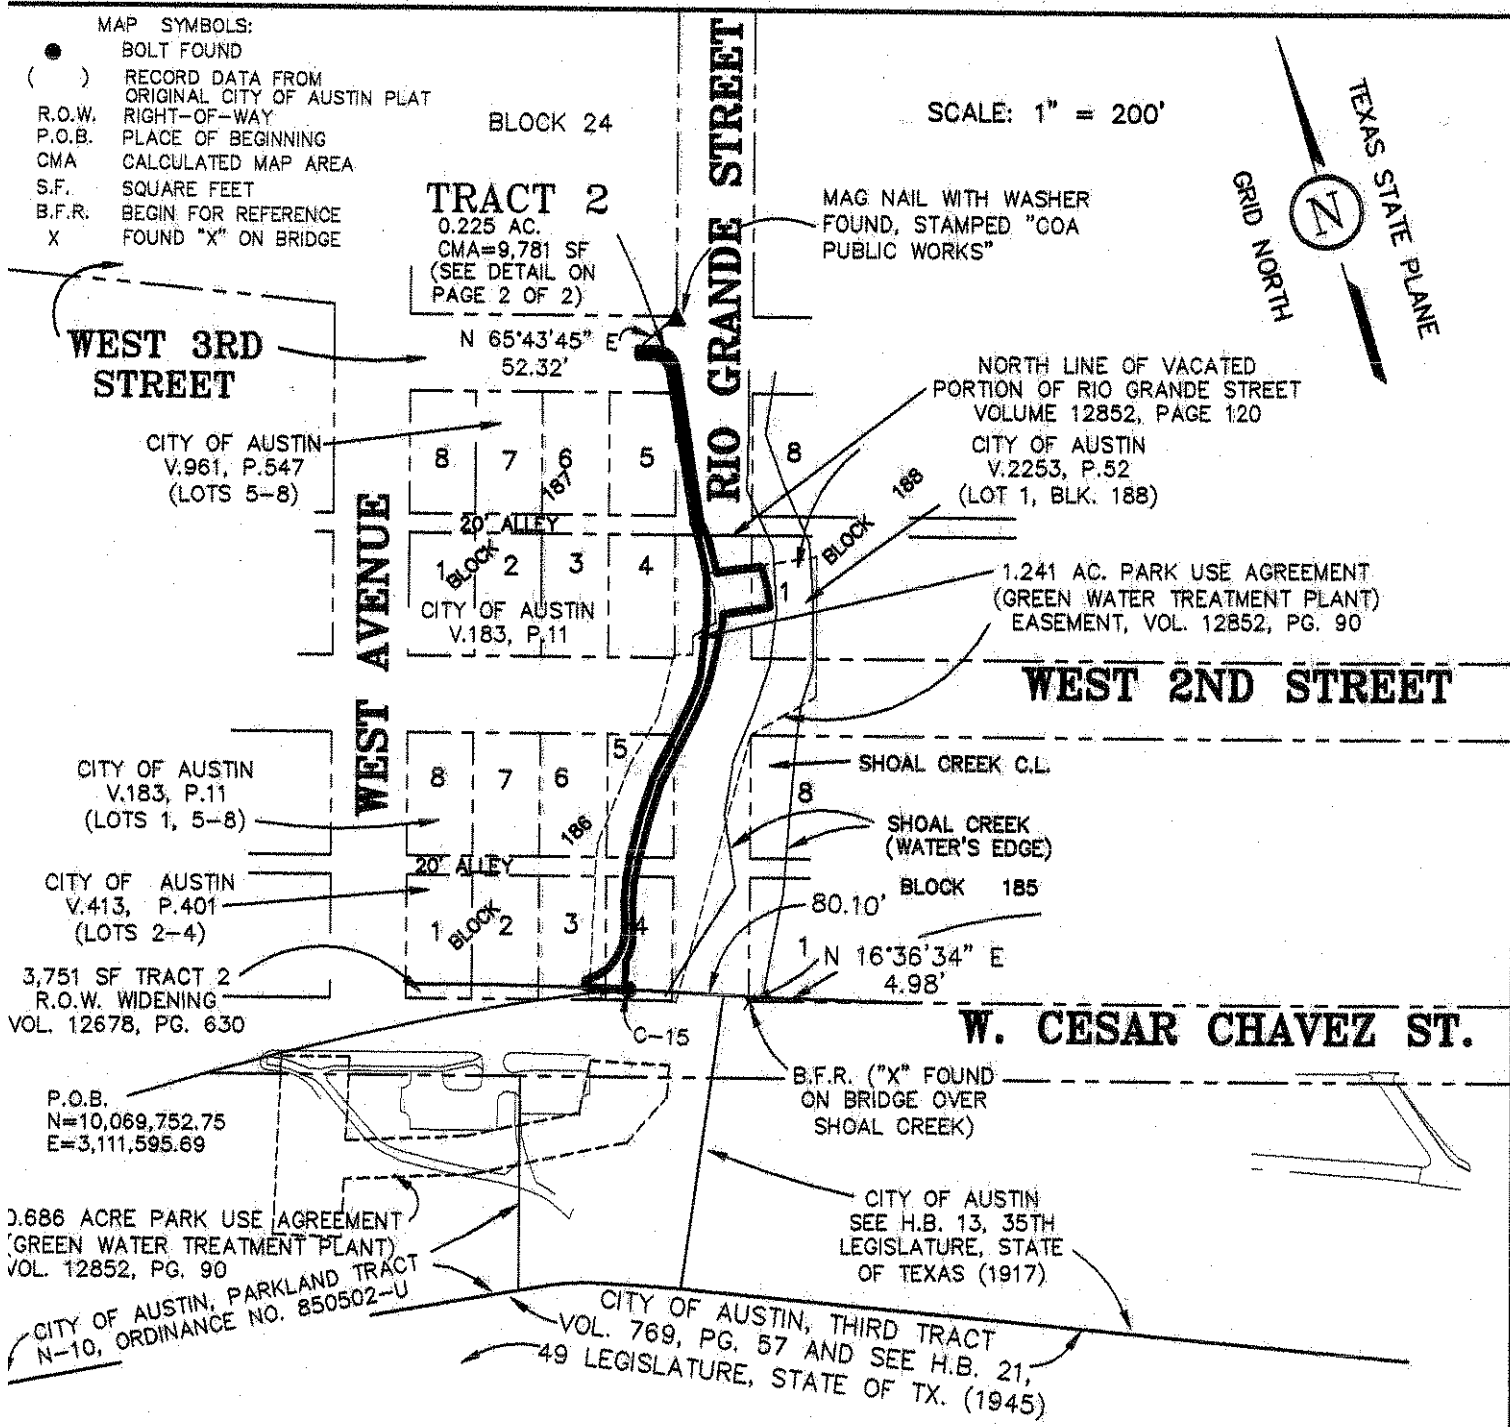 MAP SYMBOLS:
BOLT FOUND
( ) RECORD DATA FROM
ORIGINAL CITY OF AUSTIN PLAT
R.O.W. RIGHT-OF-WAY
P.O.B. PLACE OF BEGINNING
CMA CALCULATED MAP AREA
S.F. SQUARE FEET
B.F.R. BEGIN FOR REFERENCE
X FOUND "X" ON BRIDGE
BLOCK 24
TRACT 2
0.225 AC.
CMA=9,781 SF
(SEE DETAIL ON
PAGE 2 OF 2)
RIO GRANDE STREET
SCALE: 1" = 200'
MAG NAIL WITH WASHER
FOUND, STAMPED "COA
PUBLIC WORKS"
TEXAS STATE PLANE
N
GRID NORTH
WEST 3RD
STREET
N 65°43'45" E
52.32'
NORTH LINE OF VACATED
PORTION OF RIO GRANDE STREET
VOLUME 12852, PAGE 120
CITY OF AUSTIN
V.961, P.547
(LOTS 5-8)
CITY OF AUSTIN
V.2253, P.52
(LOT 1, BLK. 188)
8
7
6
5
187
8
188
BLOCK
20' ALLEY
WEST AVENUE
1
BLOCK
2
3
4
1
CITY OF AUSTIN
V.183, P.11
1.241 AC. PARK USE AGREEMENT
(GREEN WATER TREATMENT PLANT)
EASEMENT, VOL. 12852, PG. 90
WEST 2ND STREET
CITY OF AUSTIN
V.183, P.11
(LOTS 1, 5-8)
8
7
6
5
186
8
SHOAL CREEK C.L.
SHOAL CREEK
(WATER'S EDGE)
20' ALLEY
BLOCK 185
CITY OF AUSTIN
V.413, P.401
(LOTS 2-4)
1
BLOCK
2
3
4
80.10'
1
N 16°36'34" E
4.98'
3,751 SF TRACT 2
R.O.W. WIDENING
VOL. 12678, PG. 630
C-15
W. CESAR CHAVEZ ST.
P.O.B.
N=10,069,752.75
E=3,111,595.69
B.F.R. ("X" FOUND
ON BRIDGE OVER
SHOAL CREEK)
0.686 ACRE PARK USE AGREEMENT
(GREEN WATER TREATMENT PLANT)
VOL. 12852, PG. 90
CITY OF AUSTIN, PARKLAND TRACT
N-10, ORDINANCE NO. 850502-U
CITY OF AUSTIN
SEE H.B. 13, 35TH
LEGISLATURE, STATE
OF TEXAS (1917)
CITY OF AUSTIN, THIRD TRACT
VOL. 769, PG. 57 AND SEE H.B. 21,
49 LEGISLATURE, STATE OF TX. (1945)